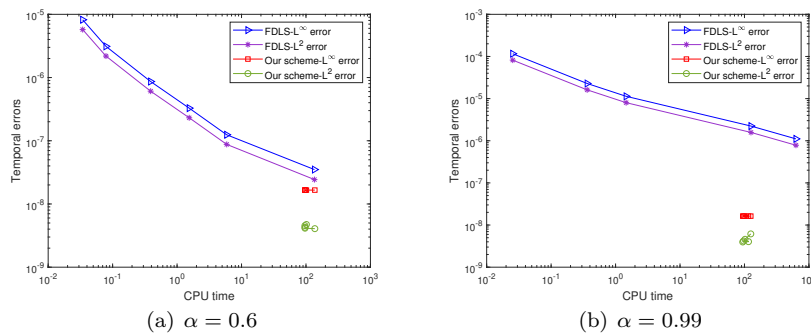 10^-5
10^-6
10^-7
10^-8
10^-9
Temporal errors
10^-2
10^-1
10^0
10^1
10^2
10^3
CPU time
FDLS-L^∞ error
FDLS-L^2 error
Our scheme-L^∞ error
Our scheme-L^2 error
(a) α = 0.6
10^-3
10^-4
10^-5
10^-6
10^-7
10^-8
10^-9
Temporal errors
10^-2
10^-1
10^0
10^1
10^2
10^3
CPU time
FDLS-L^∞ error
FDLS-L^2 error
Our scheme-L^∞ error
Our scheme-L^2 error
(b) α = 0.99